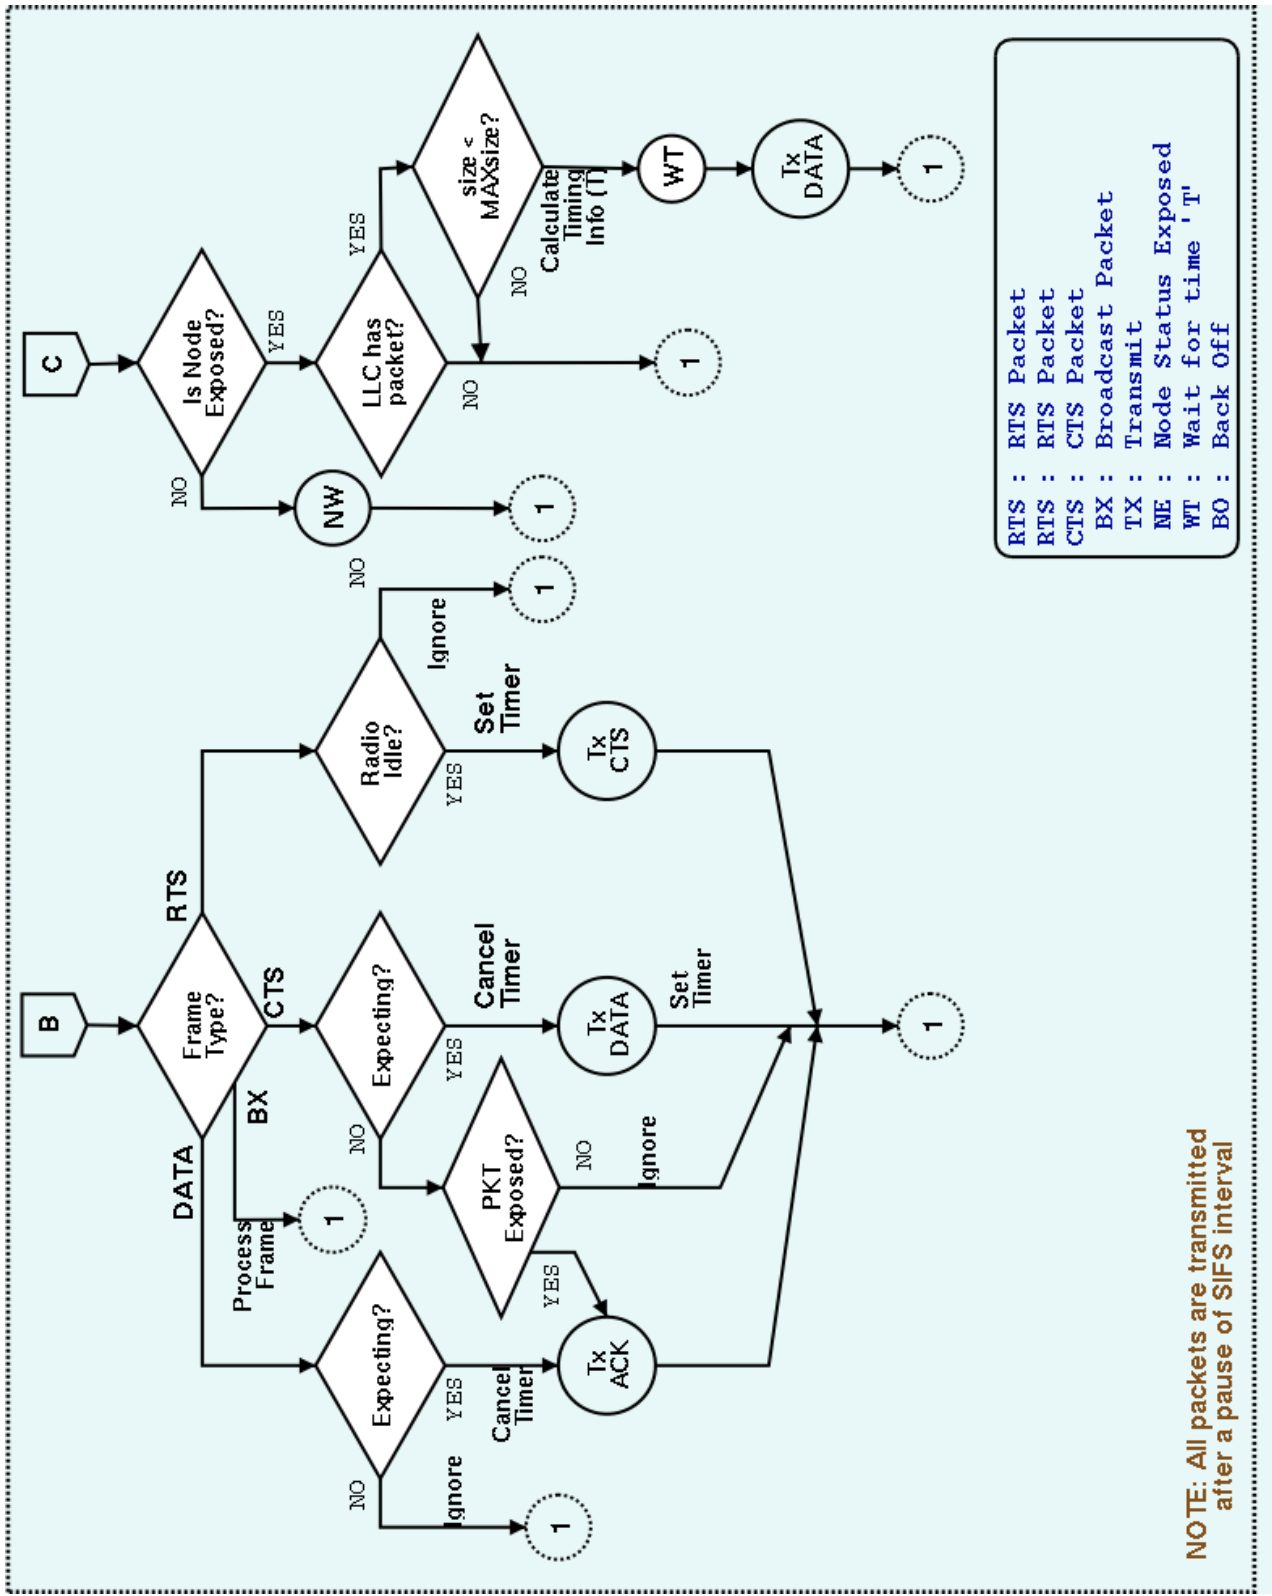 B
Frame
Type?
DATA
BX
CTS
RTS
Process
Frame
1
Expecting?
NO
Ignore
1
YES
Cancel
Timer
Tx
ACK
Expecting?
NO
YES
Cancel
Timer
PKT
Exposed?
YES
NO
Ignore
Tx
DATA
Set
Timer
Radio
Idle?
NO
Ignore
1
YES
Set
Timer
Tx
CTS
1
C
Is Node
Exposed?
NO
YES
NW
1
LLC has
packet?
YES
NO
size <
MAXsize?
NO
Calculate
Timing
Info (T)
WT
Tx
DATA
1
1
NOTE: All packets are transmitted
after a pause of SIFS interval
RTS : RTS Packet
RTS : RTS Packet
CTS : CTS Packet
BX : Broadcast Packet
TX : Transmit
NE : Node Status Exposed
WT : Wait for time 'T'
BO : Back Off